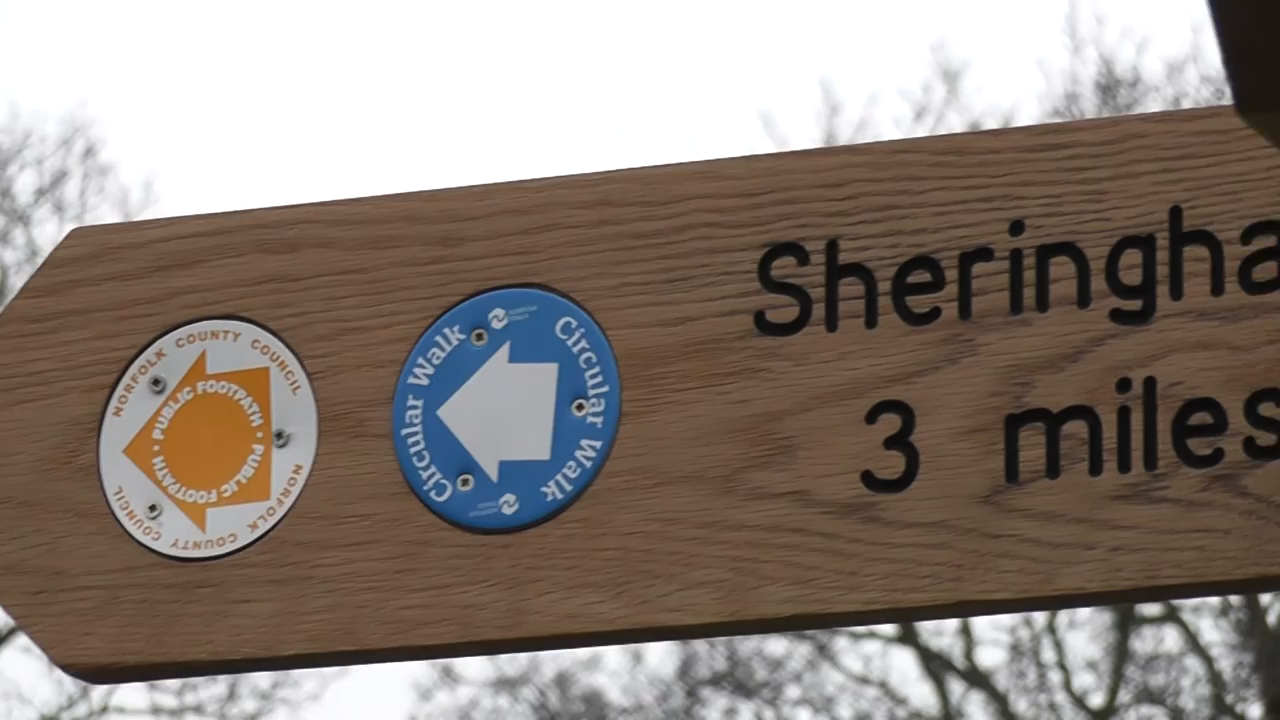 NORFOLK COUNTY COUNCIL
PUBLIC FOOTPATH • PUBLIC FOOTPATH •
NORFOLK COUNTY COUNCIL
Circular Walk
Circular Walk
Sheringha
3 miles